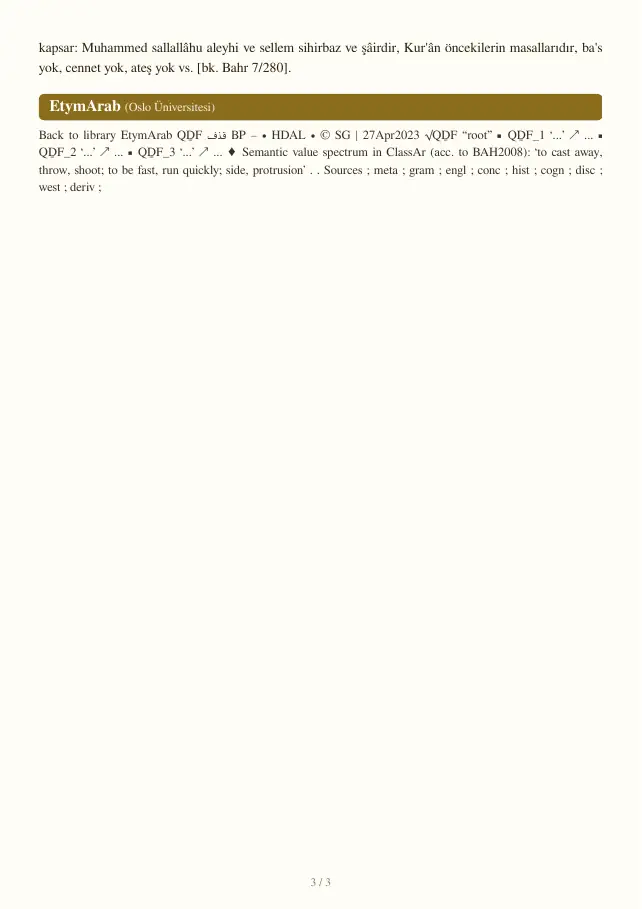 kapsar: Muhammed sallallâhu aleyhi ve sellem sihirbaz ve şâirdir, Kur'ân öncekilerin masallarıdır, ba's
yok, cennet yok, ateş yok vs. [bk. Bahr 7/280].
EtymArab (Oslo Üniversitesi)
Back to library EtymArab QḎF قذف BP – • HDAL • © SG | 27Apr2023 √QḎF “root” ▪ QḎF_1 ‘...’ ↗ ... ▪
QḎF_2 ‘...’ ↗ ... ▪ QḎF_3 ‘...’ ↗ ... ♦ Semantic value spectrum in ClassAr (acc. to BAH2008): ‘to cast away,
throw, shoot; to be fast, run quickly; side, protrusion’ . . Sources ; meta ; gram ; engl ; conc ; hist ; cogn ; disc ;
west ; deriv ;
3 / 3